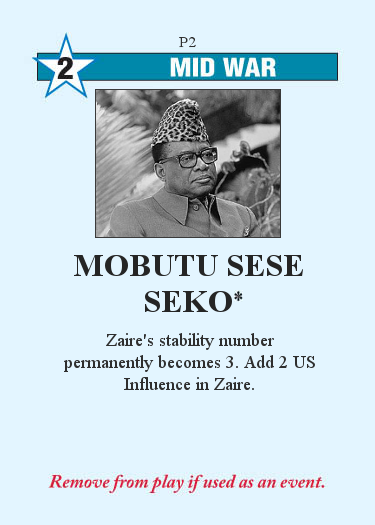 P2
2 MID WAR
MOBUTU SESE
SEKO*
Zaire's stability number
permanently becomes 3. Add 2 US
Influence in Zaire.
Remove from play if used as an event.